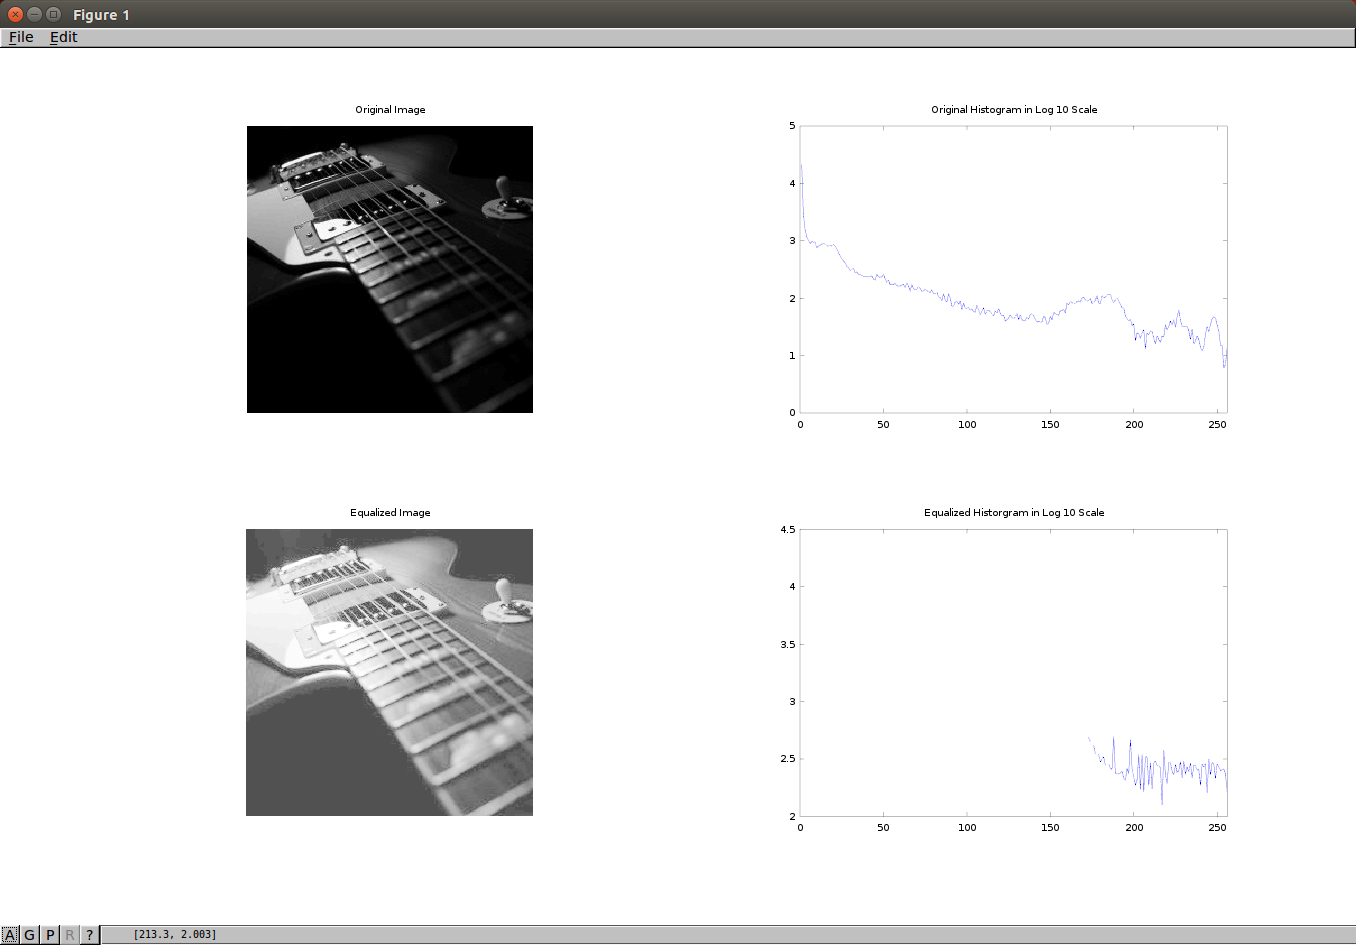 Figure 1
File Edit
Original Image
Original Histogram in Log 10 Scale
5
4
3
2
1
0
0 50 100 150 200 250
Equalized Image
Equalized Historgram in Log 10 Scale
4.5
4
3.5
3
2.5
2
0 50 100 150 200 250
A G P R ? [213.3, 2.003]